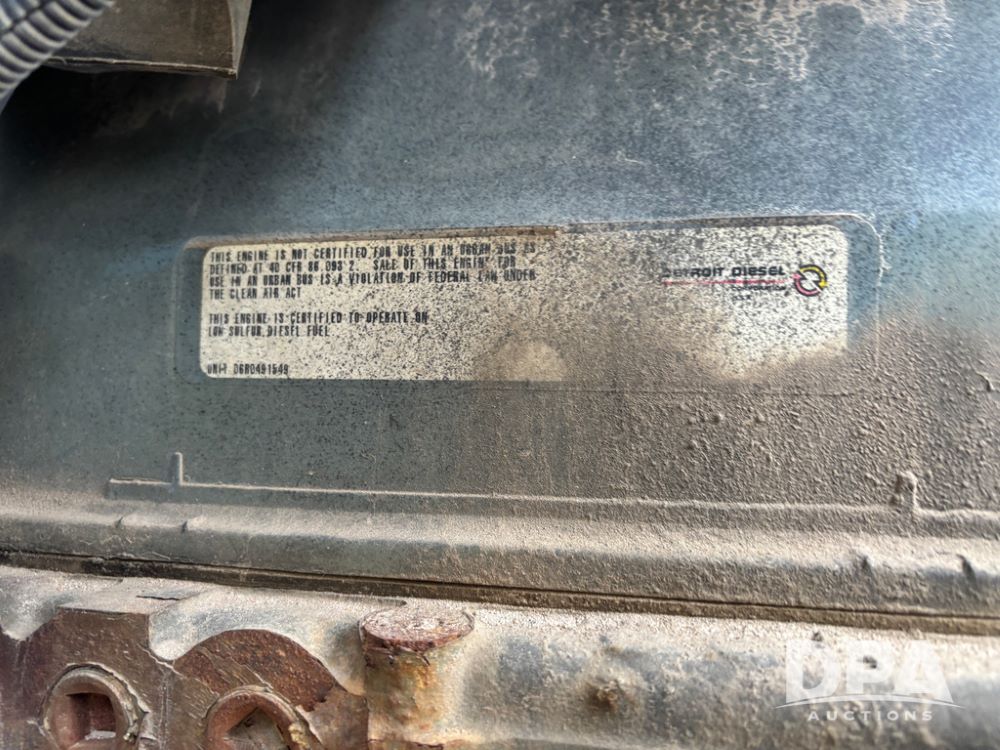 THIS ENGINE IS NOT CERTIFIED FOR USE IN AN URBAN BUS AS
DEFINED AT 40 CFR 86.093 2. SALE OF THIS ENGINE FOR
USE IN AN URBAN BUS IS A VIOLATION OF FEDERAL LAW UNDER
THE CLEAN AIR ACT
THIS ENGINE IS CERTIFIED TO OPERATE ON
LOW SULFUR DIESEL FUEL
UNIT 06R0491549
DETROIT DIESEL
CORPORATION
DPA
AUCTIONS